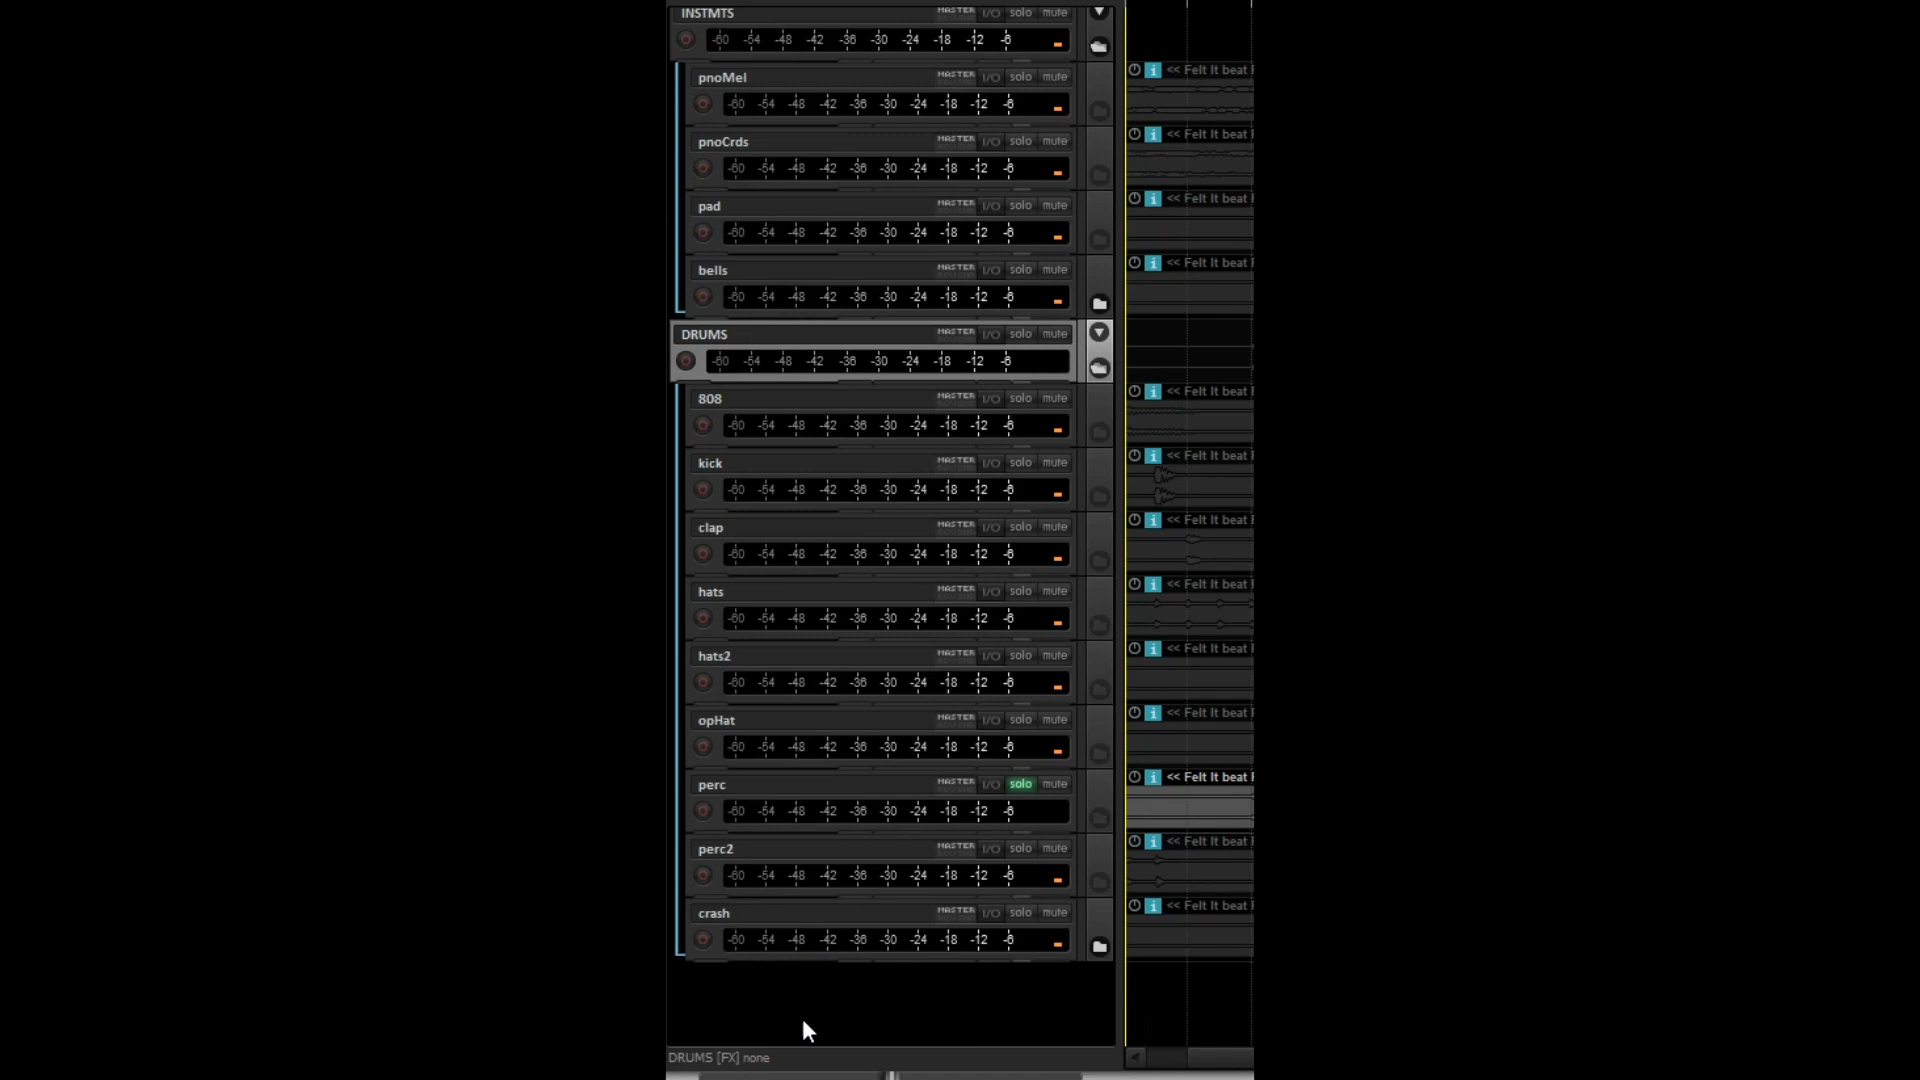 INSTMTS MASTER I/O solo mute
-60 -54 -48 -42 -36 -30 -24 -18 -12 -6
pnoMel MASTER I/O solo mute i << Felt It beat
-60 -54 -48 -42 -36 -30 -24 -18 -12 -6
pnoCrds MASTER I/O solo mute i << Felt It beat
-60 -54 -48 -42 -36 -30 -24 -18 -12 -6
pad MASTER I/O solo mute i << Felt It beat
-60 -54 -48 -42 -36 -30 -24 -18 -12 -6
bells MASTER I/O solo mute i << Felt It beat
-60 -54 -48 -42 -36 -30 -24 -18 -12 -6
DRUMS MASTER I/O solo mute
-60 -54 -48 -42 -36 -30 -24 -18 -12 -6
808 MASTER I/O solo mute i << Felt It beat
-60 -54 -48 -42 -36 -30 -24 -18 -12 -6
kick MASTER I/O solo mute i << Felt It beat
-60 -54 -48 -42 -36 -30 -24 -18 -12 -6
clap MASTER I/O solo mute i << Felt It beat
-60 -54 -48 -42 -36 -30 -24 -18 -12 -6
hats MASTER I/O solo mute i << Felt It beat
-60 -54 -48 -42 -36 -30 -24 -18 -12 -6
hats2 MASTER I/O solo mute i << Felt It beat
-60 -54 -48 -42 -36 -30 -24 -18 -12 -6
opHat MASTER I/O solo mute i << Felt It beat
-60 -54 -48 -42 -36 -30 -24 -18 -12 -6
perc MASTER I/O solo mute i << Felt It beat
-60 -54 -48 -42 -36 -30 -24 -18 -12 -6
perc2 MASTER I/O solo mute i << Felt It beat
-60 -54 -48 -42 -36 -30 -24 -18 -12 -6
crash MASTER I/O solo mute i << Felt It beat
-60 -54 -48 -42 -36 -30 -24 -18 -12 -6
DRUMS [FX] none